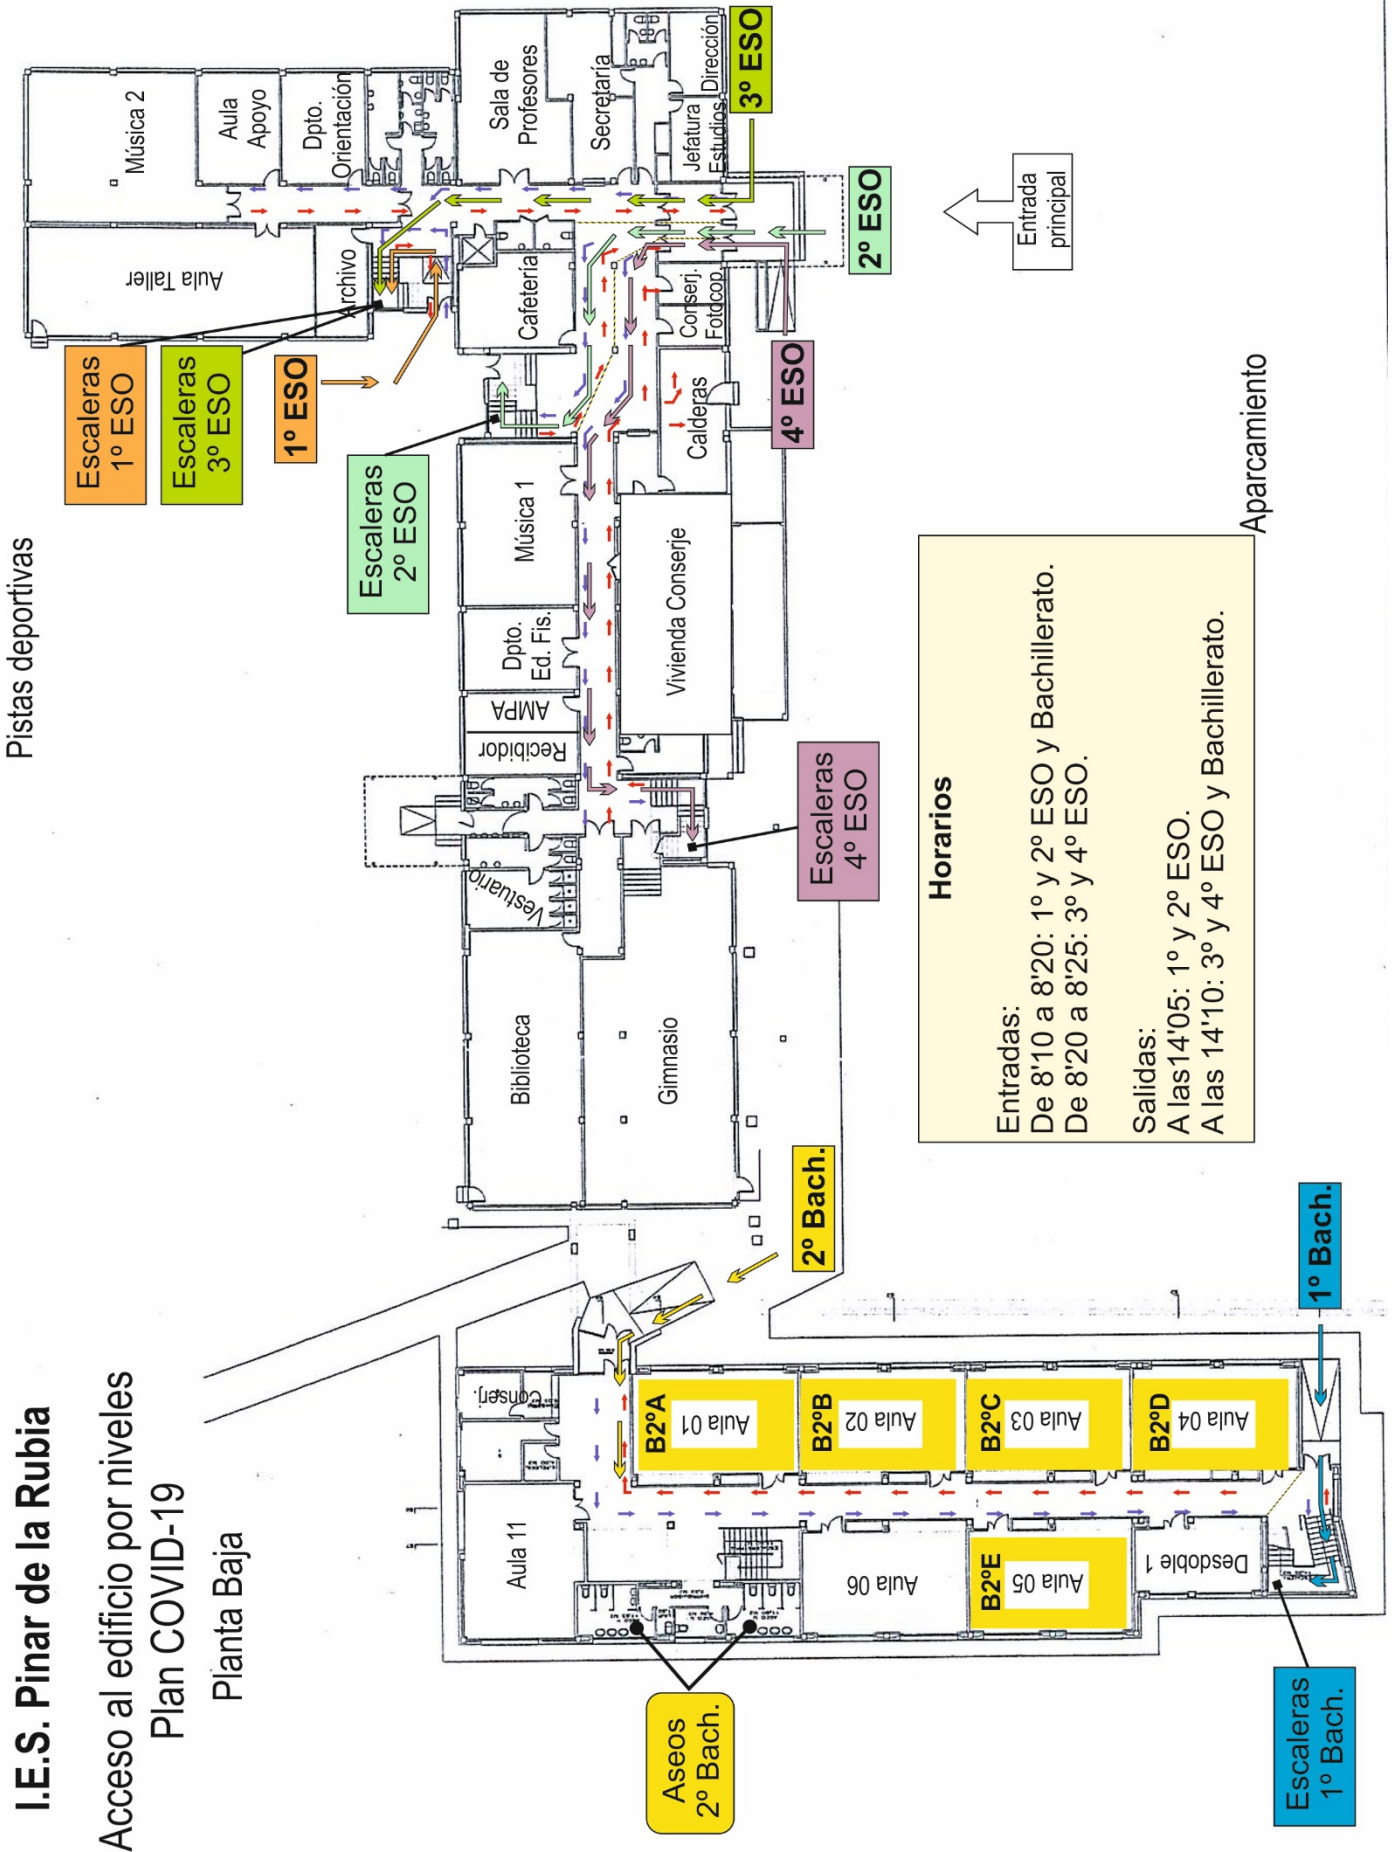 I.E.S. Pinar de la Rubia
Acceso al edificio por niveles
Plan COVID-19
Planta Baja
Pistas deportivas
Escaleras
1º ESO
Escaleras
3º ESO
1º ESO
Escaleras
2º ESO
Aula Taller
Archivo
Música 2
Aula
Apoyo
Dpto.
Orientación
Sala de
Profesores
Secretaría
Dirección
Jefatura
Estudios
3º ESO
2º ESO
Entrada
principal
Cafetería
Conserj.
Fotocop.
Calderas
4º ESO
Aparcamiento
Música 1
Dpto.
Ed. Fis.
AMPA
Recibidor
Vivienda Conserje
Escaleras
4º ESO
Vestuario
Biblioteca
Gimnasio
2º Bach.
Horarios
Entradas:
De 8'10 a 8'20: 1º y 2º ESO y Bachillerato.
De 8'20 a 8'25: 3º y 4º ESO.
Salidas:
A las14'05: 1º y 2º ESO.
A las 14'10: 3º y 4º ESO y Bachillerato.
1º Bach.
Conserj.
Aula 11
B2ºA
Aula 01
B2ºB
Aula 02
B2ºC
Aula 03
B2ºD
Aula 04
Aula 06
B2ºE
Aula 05
Desdoble 1
Aseos
2º Bach.
Escaleras
1º Bach.